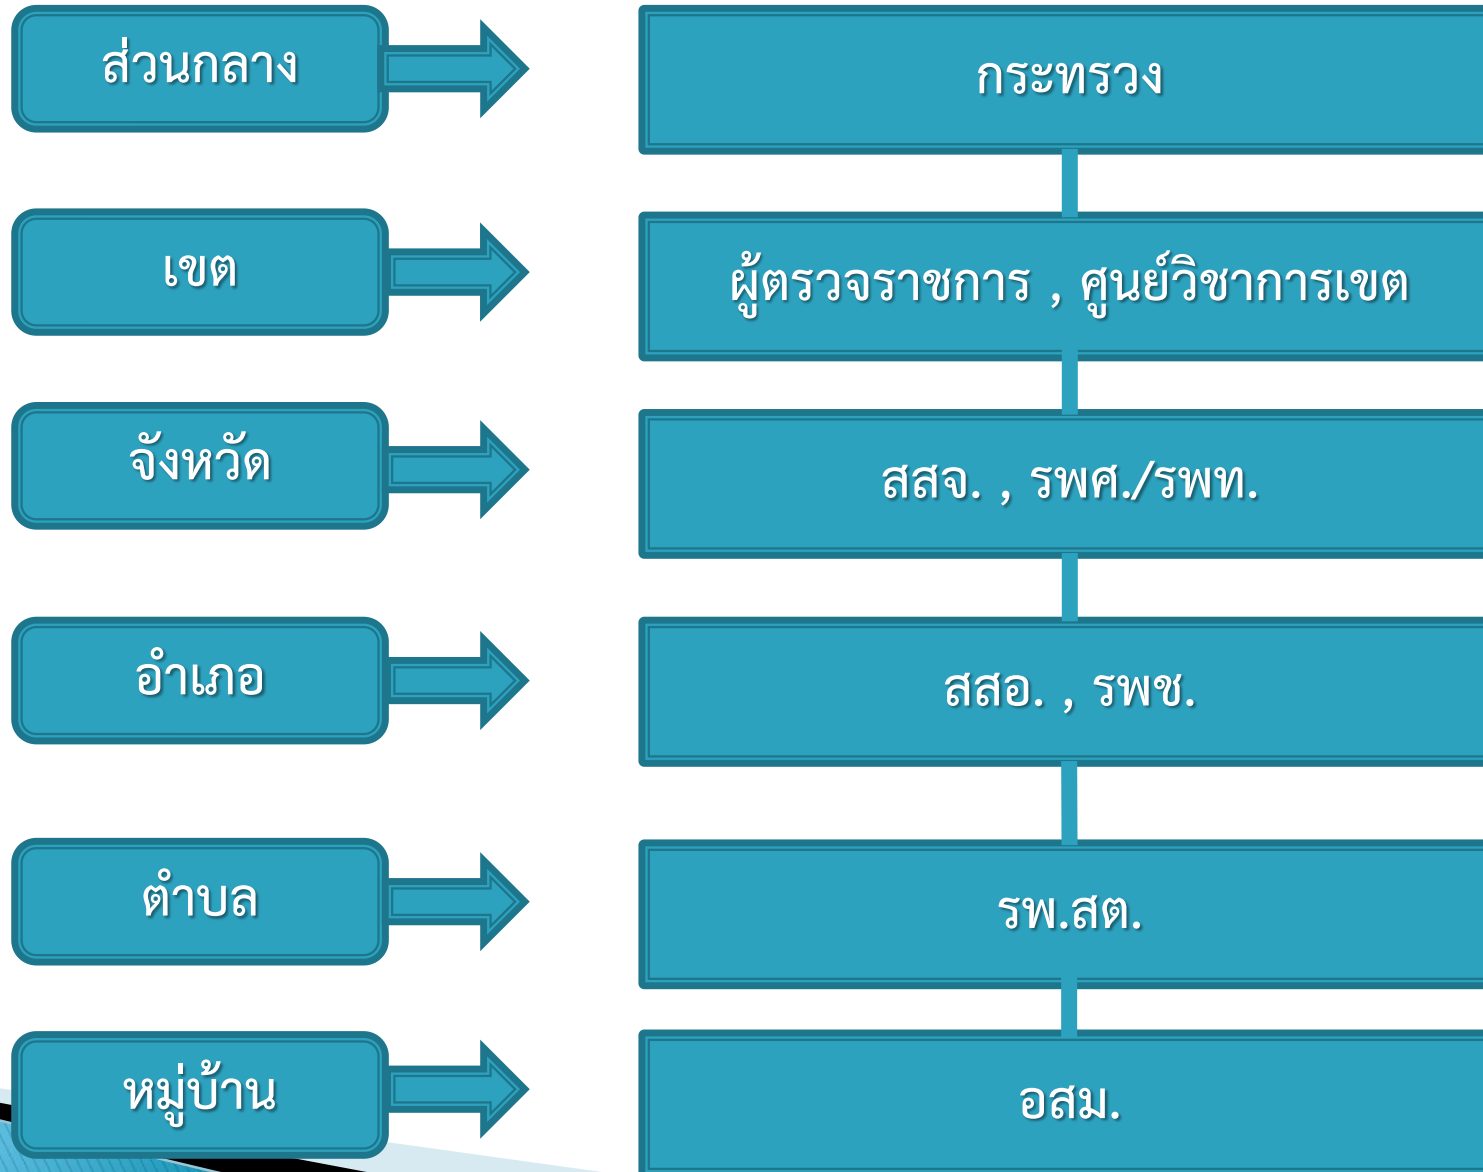 ส่วนกลาง
กระทรวง
เขต
ผู้ตรวจราชการ , ศูนย์วิชาการเขต
จังหวัด
สสจ. , รพศ./รพท.
อำเภอ
สสอ. , รพช.
ตำบล
รพ.สต.
หมู่บ้าน
อสม.